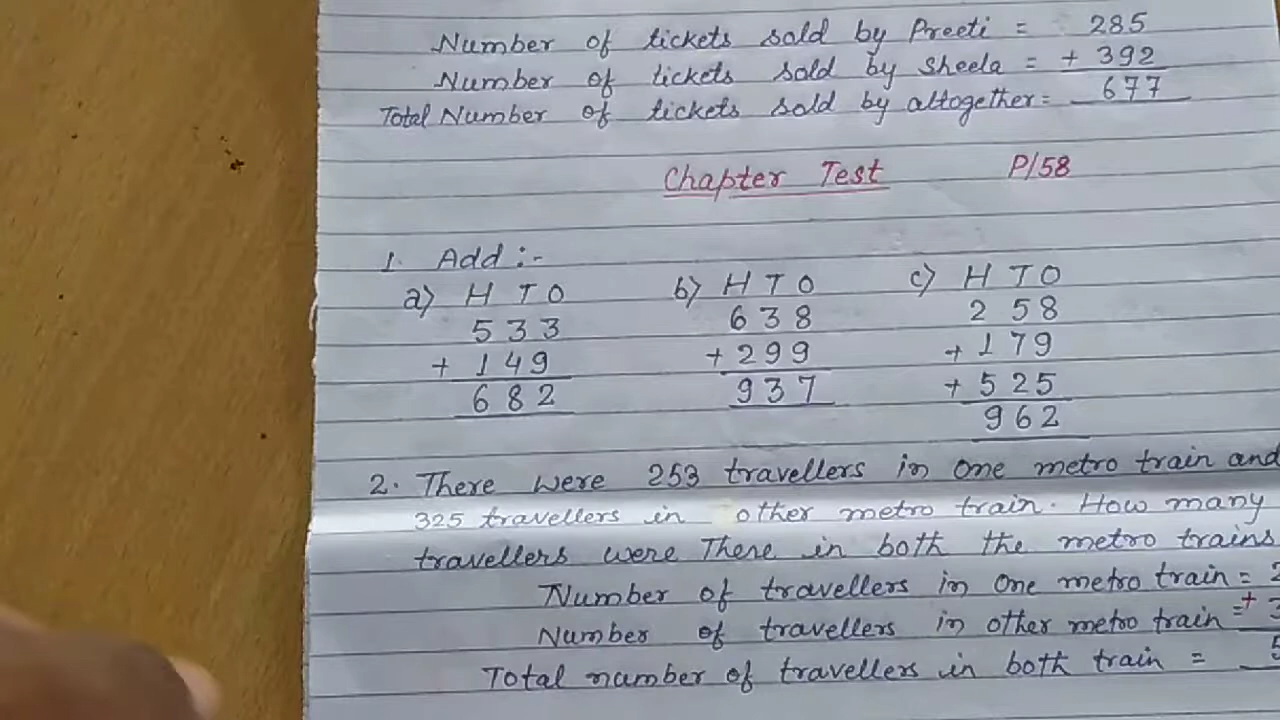 Number of tickets sold by Preeti = 285
Number of tickets sold by Sheela = + 392
Total Number of tickets sold by altogether = 677
Chapter Test P/58
1. Add :-
a) H T O b) H T O c) H T O
533 638 258
+ 149 + 299 + 179
682 937 + 525
962
2. There were 253 travellers in one metro train and
325 travellers in other metro train. How many
travellers were There in both the metro trains
Number of travellers in one metro train = 2
Number of travellers in other metro train = + 3
Total number of travellers in both train = 5